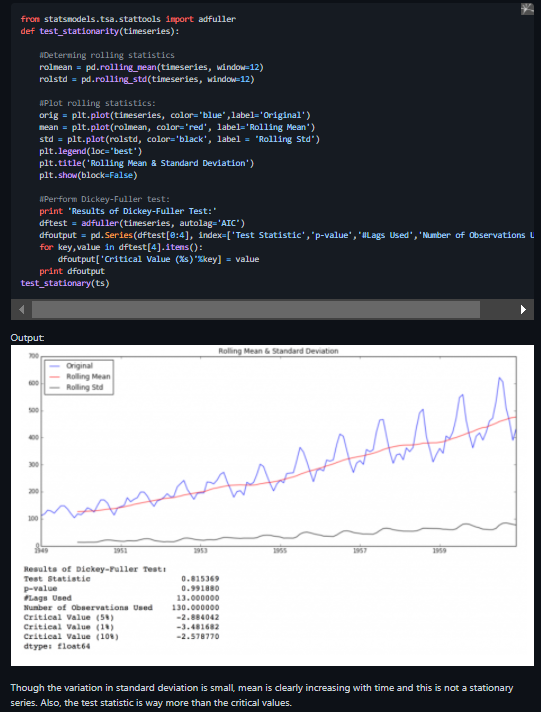 from statsmodels.tsa.stattools import adfuller
def test_stationarity(timeseries):
#Determing rolling statistics
rolmean = pd.rolling_mean(timeseries, window=12)
rolstd = pd.rolling_std(timeseries, window=12)
#Plot rolling statistics:
orig = plt.plot(timeseries, color='blue',label='Original')
mean = plt.plot(rolmean, color='red', label='Rolling Mean')
std = plt.plot(rolstd, color='black', label = 'Rolling Std')
plt.legend(loc='best')
plt.title('Rolling Mean & Standard Deviation')
plt.show(block=False)
#Perform Dickey-Fuller test:
print 'Results of Dickey-Fuller Test:'
dftest = adfuller(timeseries, autolag='AIC')
dfoutput = pd.Series(dftest[0:4], index=['Test Statistic','p-value','#Lags Used','Number of Observations U
for key,value in dftest[4].items():
dfoutput['Critical Value (%s)'%key] = value
print dfoutput
test_stationary(ts)
Output:
Rolling Mean & Standard Deviation
Original
Rolling Mean
Rolling Std
700
600
500
400
300
200
100
0
1949 1951 1953 1955 1957 1959
Results of Dickey-Fuller Test:
Test Statistic 0.815369
p-value 0.991880
#Lags Used 13.000000
Number of Observations Used 130.000000
Critical Value (5%) -2.884042
Critical Value (1%) -3.481682
Critical Value (10%) -2.578770
dtype: float64
Though the variation in standard deviation is small, mean is clearly increasing with time and this is not a stationary
series. Also, the test statistic is way more than the critical values.